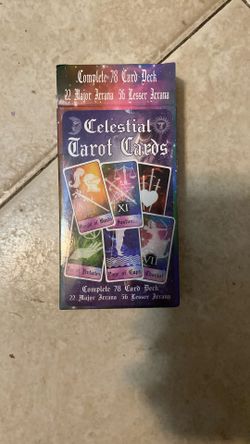 Complete 78 Card Deck
22 Major Arcana 56 Lesser Arcana
Celestial
Tarot Cards
XI
Complete 78 Card Deck
22 Major Arcana 56 Lesser Arcana